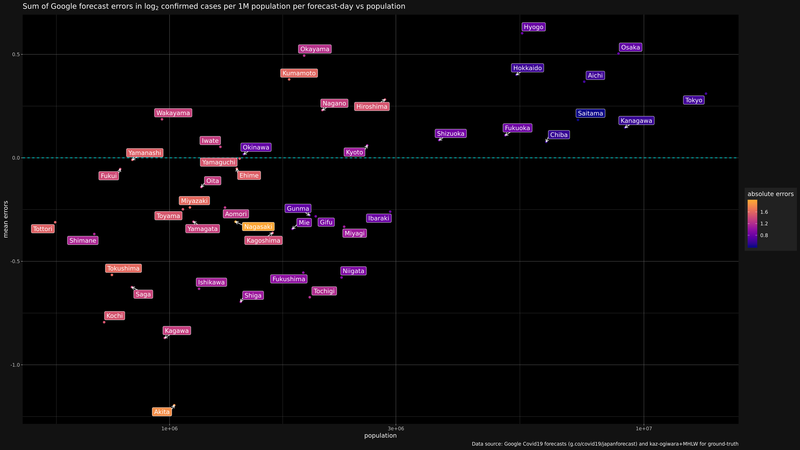 Sum of Google forecast errors in log2 confirmed cases per 1M population per forecast-day vs population
Hyogo
Okayama
Osaka
0.5
Kumamoto
Hokkaido
Aichi
Nagano
Hiroshima
Tokyo
Wakayama
Saitama
Kanagawa
Fukuoka
Shizuoka
Chiba
Iwate
Okinawa
Yamanashi
Kyoto
0.0
Yamaguchi
Fukui
Ehime
Oita
absolute errors
Miyazaki
1.6
Toyama
Aomori
Gunma
1.2
Ibaraki
Mie
Gifu
0.8
Tottori
Yamagata
Nagasaki
Miyagi
Shimane
Kagoshima
mean errors
-0.5
Tokushima
Niigata
Ishikawa
Fukushima
Saga
Shiga
Tochigi
Kochi
Kagawa
-1.0
Akita
1e+06
3e+06
1e+07
population
Data source: Google Covid19 forecasts (g.co/covid19/japanforecast) and kaz-ogiwara+MHLW for ground-truth